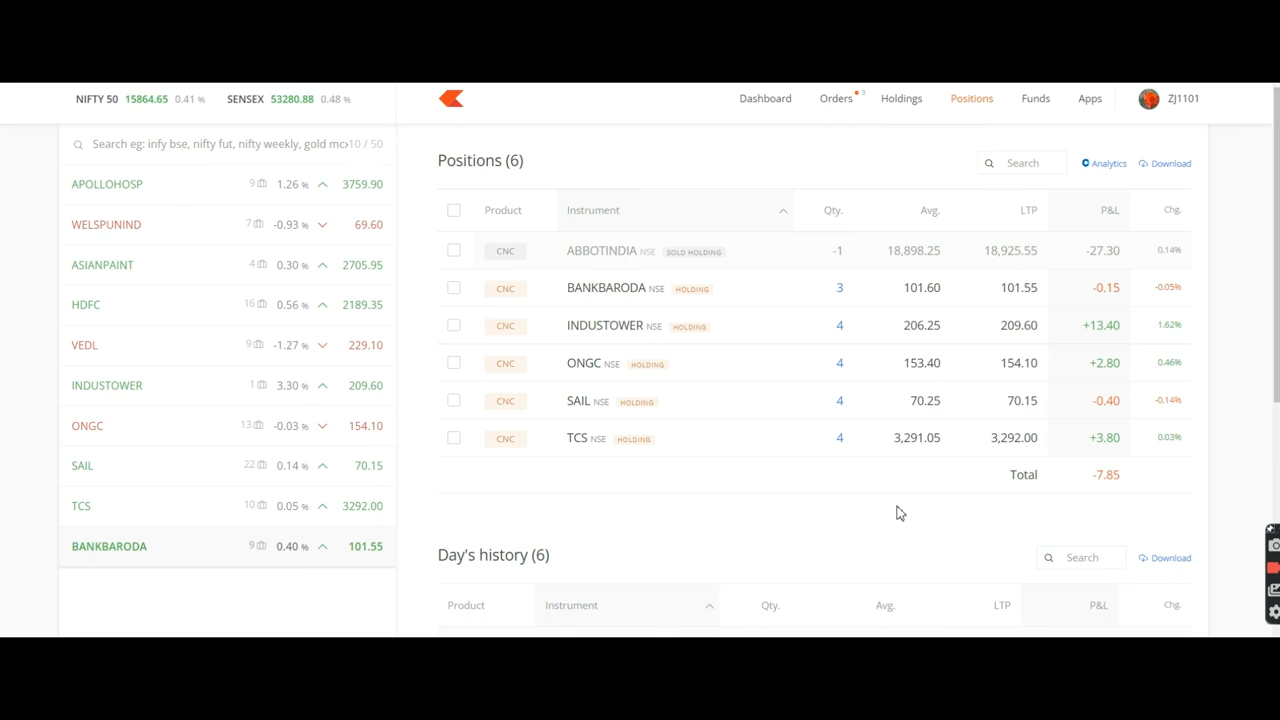 NIFTY 50 15864.65 0.41 % SENSEX 53280.88 0.48 %
Dashboard Orders 3 Holdings Positions Funds Apps ZJ1101
Search eg: infy bse, nifty fut, nifty weekly, gold mcx 10 / 50
APOLLOHOSP 9 1.26 % 3759.90
WELSPUNIND 7 -0.93 % 69.60
ASIANPAINT 4 0.30 % 2705.95
HDFC 16 0.56 % 2189.35
VEDL 9 -1.27 % 229.10
INDUSTOWER 1 3.30 % 209.60
ONGC 13 -0.03 % 154.10
SAIL 22 0.14 % 70.15
TCS 10 0.05 % 3292.00
BANKBARODA 9 0.40 % 101.55
Positions (6) Search Analytics Download
Product Instrument Qty. Avg. LTP P&L Chg.
CNC ABBOTINDIA NSE SOLD HOLDING -1 18,898.25 18,925.55 -27.30 0.14%
CNC BANKBARODA NSE HOLDING 3 101.60 101.55 -0.15 -0.05%
CNC INDUSTOWER NSE HOLDING 4 206.25 209.60 +13.40 1.62%
CNC ONGC NSE HOLDING 4 153.40 154.10 +2.80 0.46%
CNC SAIL NSE HOLDING 4 70.25 70.15 -0.40 -0.14%
CNC TCS NSE HOLDING 4 3,291.05 3,292.00 +3.80 0.03%
Total -7.85
Day's history (6) Search Download
Product Instrument Qty. Avg. LTP P&L Chg.